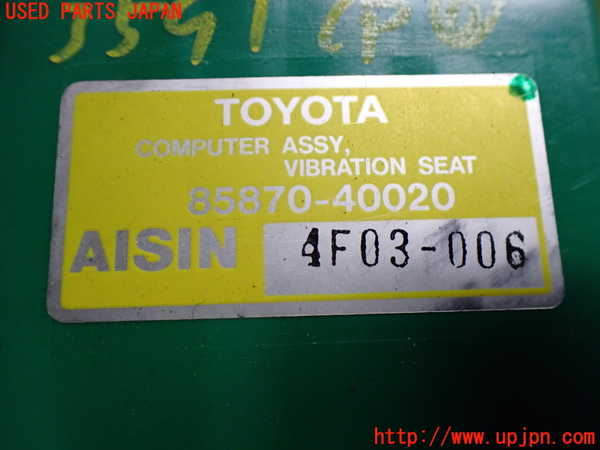 USED PARTS JAPAN
TOYOTA
COMPUTER ASSY,
VIBRATION SEAT
85870-40020
AISIN 4F03-006
http://www.upjpn.com